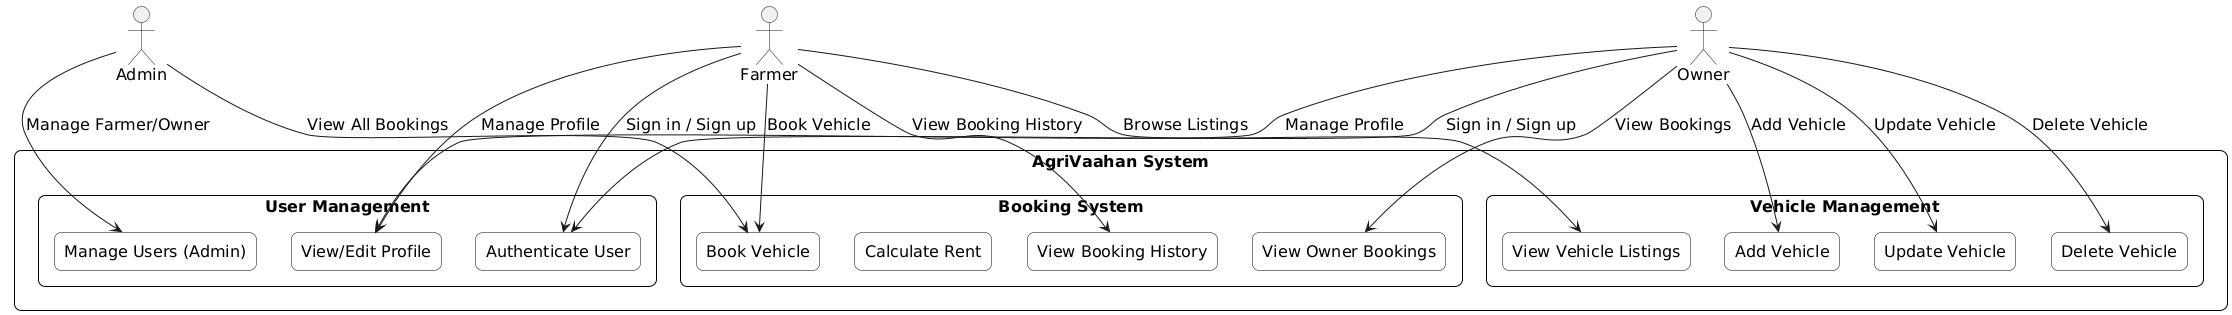 Admin
Farmer
Owner
Manage Farmer/Owner
View All Bookings
Manage Profile
Sign in / Sign up
Book Vehicle
View Booking History
Browse Listings
Manage Profile
Sign in / Sign up
View Bookings
Add Vehicle
Update Vehicle
Delete Vehicle
AgriVaahan System
User Management
Booking System
Vehicle Management
Manage Users (Admin)
View/Edit Profile
Authenticate User
Book Vehicle
Calculate Rent
View Booking History
View Owner Bookings
View Vehicle Listings
Add Vehicle
Update Vehicle
Delete Vehicle